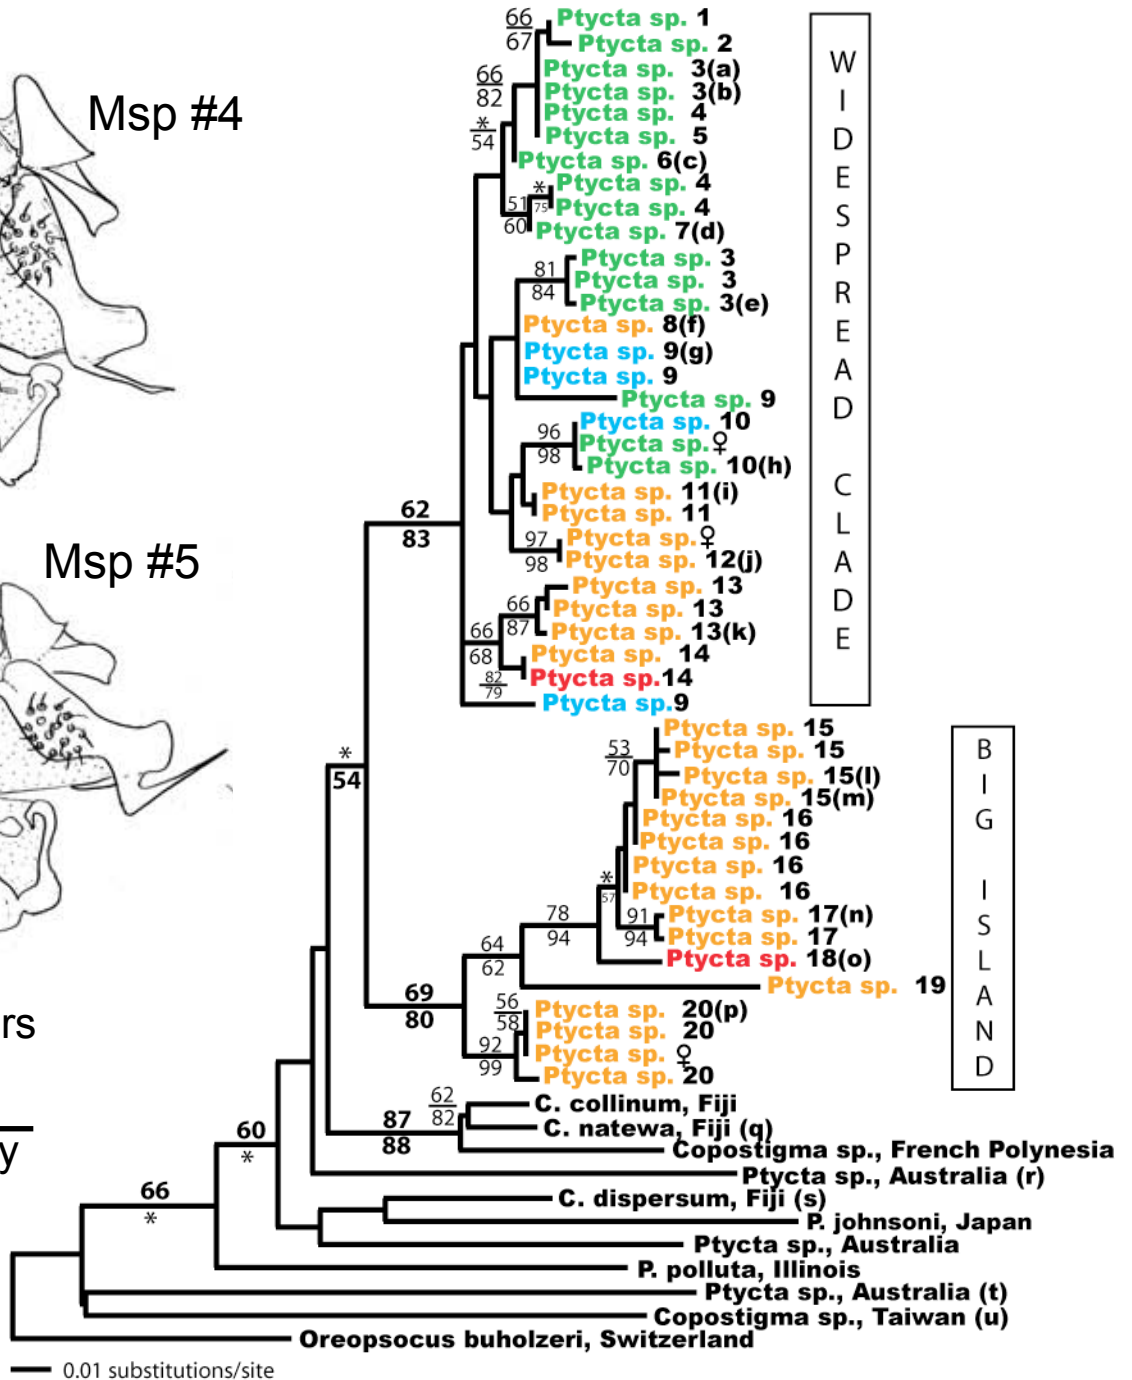 Msp #4
Msp #5
rs
y
66
67
Ptycta sp. 1
Ptycta sp. 2
66
82
Ptycta sp. 3(a)
Ptycta sp. 3(b)
Ptycta sp. 4
*
54
Ptycta sp. 5
Ptycta sp. 6(c)
*
75
Ptycta sp. 4
51
60
Ptycta sp. 4
Ptycta sp. 7(d)
81
84
Ptycta sp. 3
Ptycta sp. 3
Ptycta sp. 3(e)
Ptycta sp. 8(f)
Ptycta sp. 9(g)
Ptycta sp. 9
Ptycta sp. 9
96
98
Ptycta sp. 10
Ptycta sp. ♀
Ptycta sp. 10(h)
Ptycta sp. 11(i)
Ptycta sp. 11
62
83
97
98
Ptycta sp. ♀
Ptycta sp. 12(j)
66
87
Ptycta sp. 13
Ptycta sp. 13
Ptycta sp. 13(k)
66
68
Ptycta sp. 14
82
79
Ptycta sp.14
Ptycta sp.9
WIDESPREAD CLADE
*
54
53
70
Ptycta sp. 15
Ptycta sp. 15
Ptycta sp. 15(l)
Ptycta sp. 15(m)
Ptycta sp. 16
Ptycta sp. 16
Ptycta sp. 16
*
57
Ptycta sp. 16
78
94
91
94
Ptycta sp. 17(n)
Ptycta sp. 17
64
62
Ptycta sp. 18(o)
Ptycta sp. 19
69
80
56
58
Ptycta sp. 20(p)
Ptycta sp. 20
92
99
Ptycta sp. ♀
Ptycta sp. 20
BIG ISLAND
62
82
C. collinum, Fiji
87
88
C. natewa, Fiji (q)
Copostigma sp., French Polynesia
60
*
Ptycta sp., Australia (r)
66
*
C. dispersum, Fiji (s)
P. johnsoni, Japan
Ptycta sp., Australia
P. polluta, Illinois
Ptycta sp., Australia (t)
Copostigma sp., Taiwan (u)
Oreopsocus buholzeri, Switzerland
0.01 substitutions/site